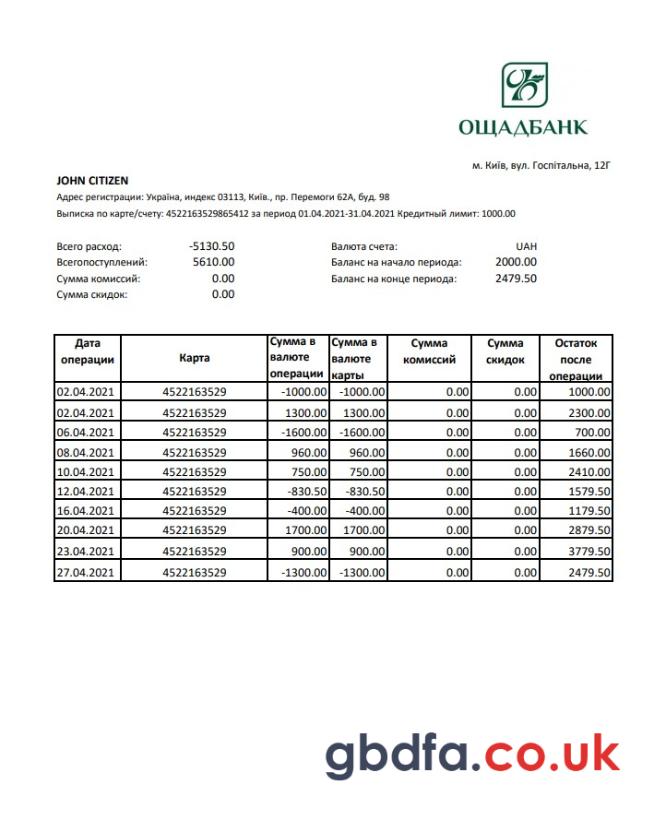 ОЩАДБАНК
м. Київ, вул. Госпітальна, 12Г
JOHN CITIZEN
Адрес регистрации: Україна, индекс 03113, Київ., пр. Перемоги 62А, буд. 98
Выписка по карте/счету: 4522163529865412 за период 01.04.2021-31.04.2021 Кредитный лимит: 1000.00
Всего расход: -5130.50 Валюта счета: UAH
Всегопоступлений: 5610.00 Баланс на начало периода: 2000.00
Сумма комиссий: 0.00 Баланс на конце периода: 2479.50
Сумма скидок: 0.00
Дата операции Карта Сумма в валюте операции Сумма в валюте карты Сумма комиссий Сумма скидок Остаток после операции
02.04.2021 4522163529 -1000.00 -1000.00 0.00 0.00 1000.00
02.04.2021 4522163529 1300.00 1300.00 0.00 0.00 2300.00
06.04.2021 4522163529 -1600.00 -1600.00 0.00 0.00 700.00
08.04.2021 4522163529 960.00 960.00 0.00 0.00 1660.00
10.04.2021 4522163529 750.00 750.00 0.00 0.00 2410.00
12.04.2021 4522163529 -830.50 -830.50 0.00 0.00 1579.50
16.04.2021 4522163529 -400.00 -400.00 0.00 0.00 1179.50
20.04.2021 4522163529 1700.00 1700.00 0.00 0.00 2879.50
23.04.2021 4522163529 900.00 900.00 0.00 0.00 3779.50
27.04.2021 4522163529 -1300.00 -1300.00 0.00 0.00 2479.50
gbdfa.co.uk